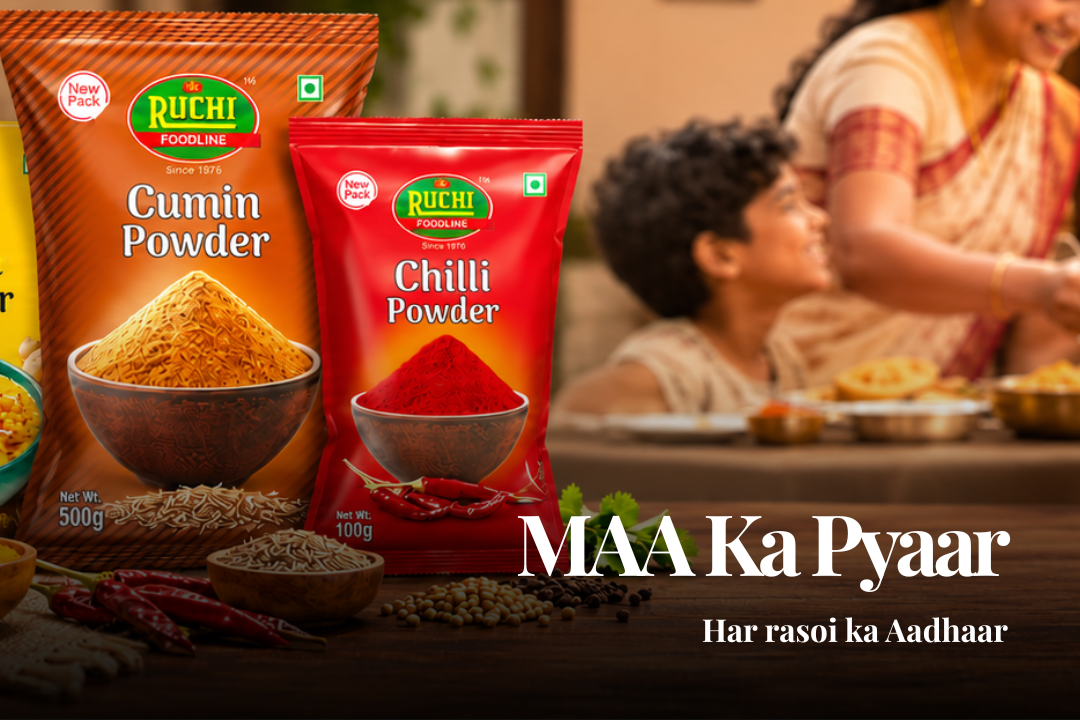 New
Pack
RUCHI
FOODLINE
Since 1976
Cumin
Powder
Net Wt.
500g
New
Pack
RUCHI
FOODLINE
Since 1976
Chilli
Powder
Net Wt.
100g
MAA Ka Pyaar
Har rasoi ka Aadhaar